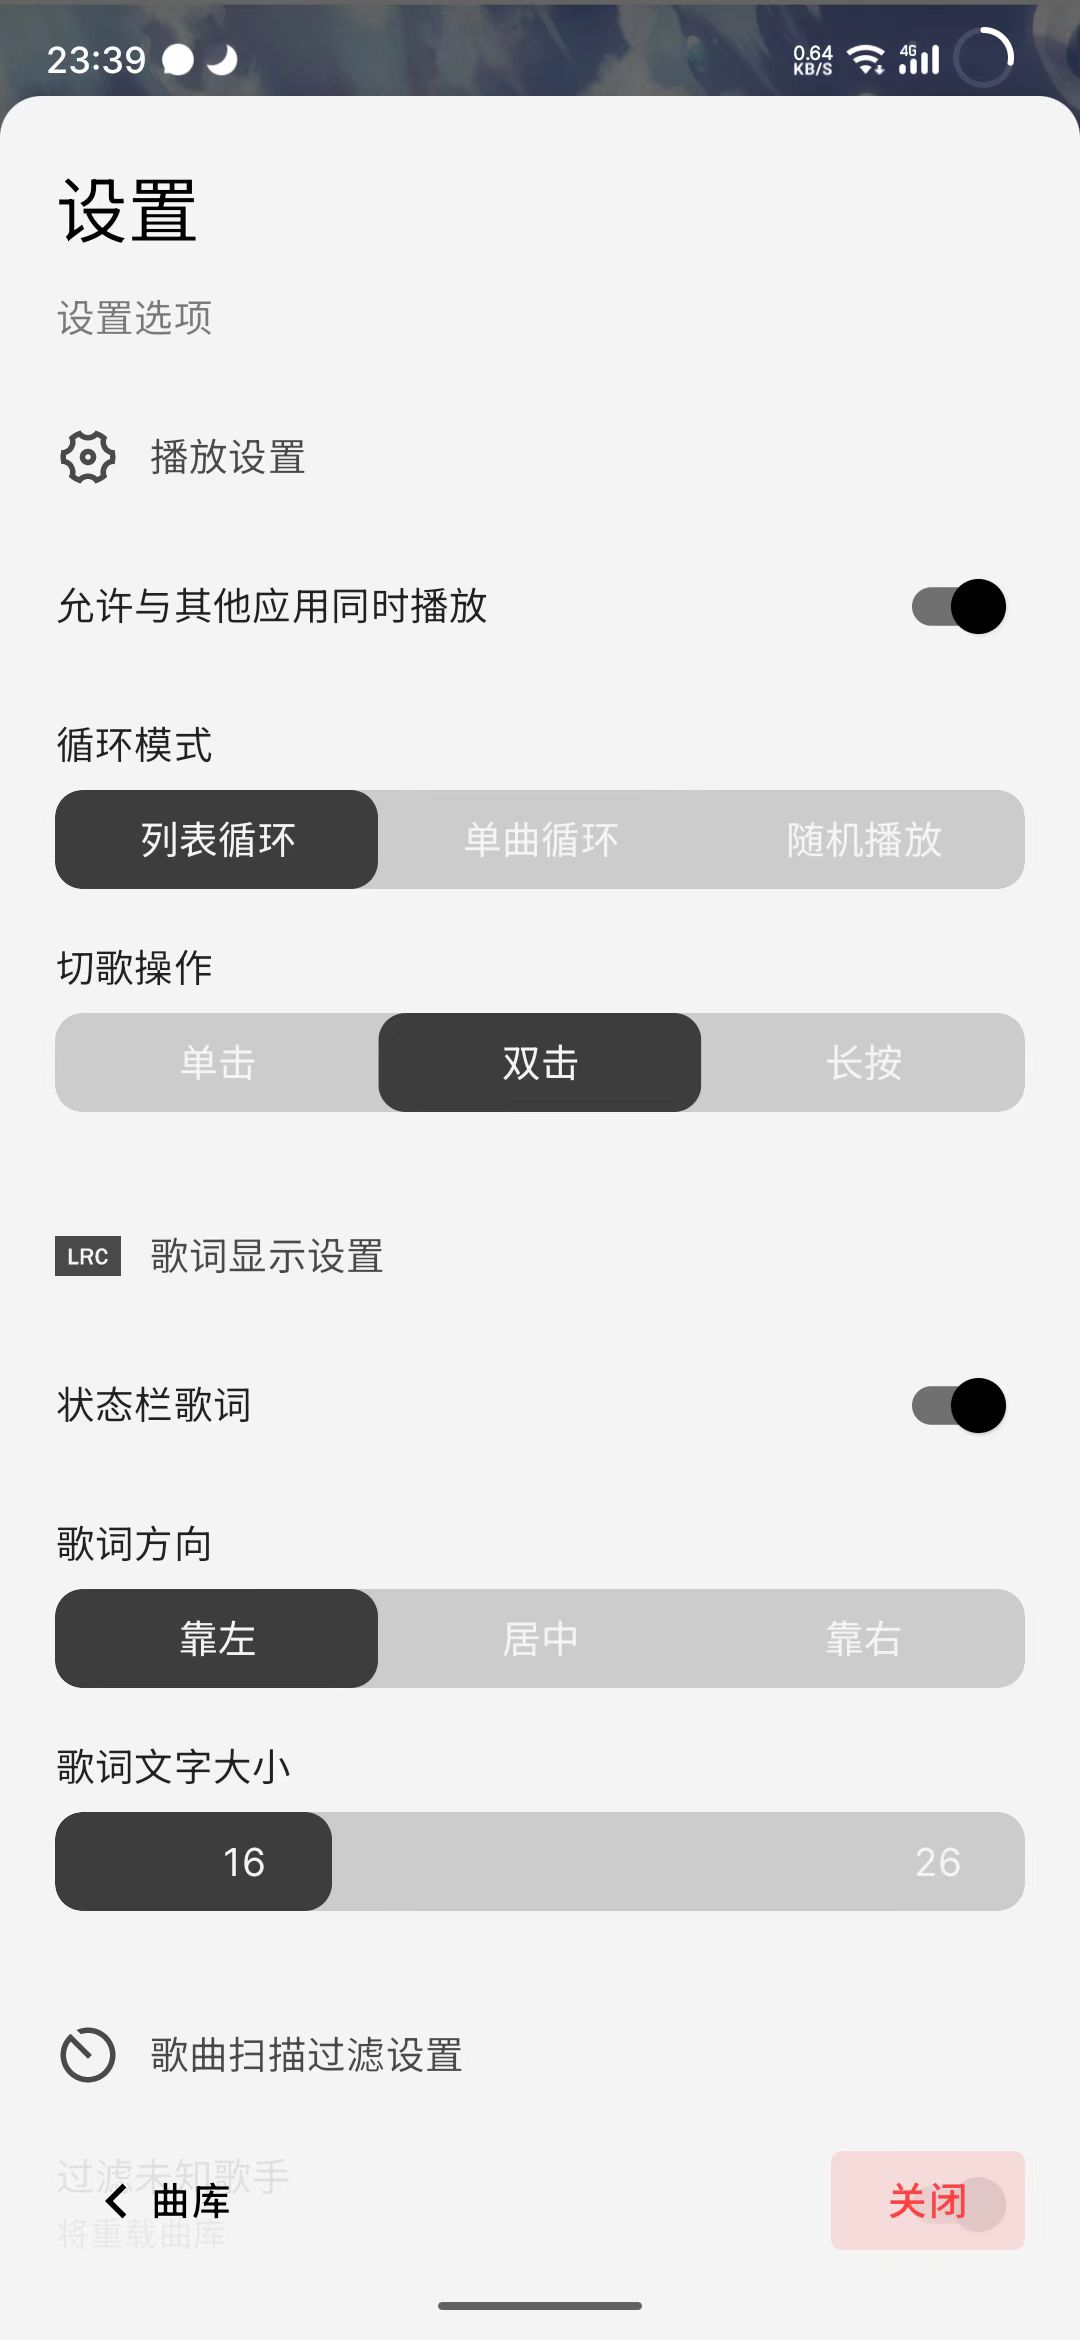 23:39
0.64
KB/S
4G
设置
设置选项
播放设置
允许与其他应用同时播放
循环模式
列表循环 单曲循环 随机播放
切歌操作
单击 双击 长按
LRC 歌词显示设置
状态栏歌词
歌词方向
靠左 居中 靠右
歌词文字大小
16 26
歌曲扫描过滤设置
过滤未知歌手
曲库 关闭
将重载曲库